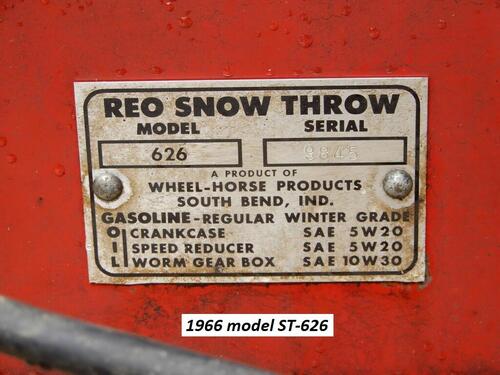 REO SNOW THROW
MODEL SERIAL
626 9845
A PRODUCT OF
WHEEL-HORSE PRODUCTS
SOUTH BEND, IND.
GASOLINE-REGULAR WINTER GRADE
O CRANKCASE SAE 5W20
I SPEED REDUCER SAE 5W20
L WORM GEAR BOX SAE 10W30
1966 model ST-626